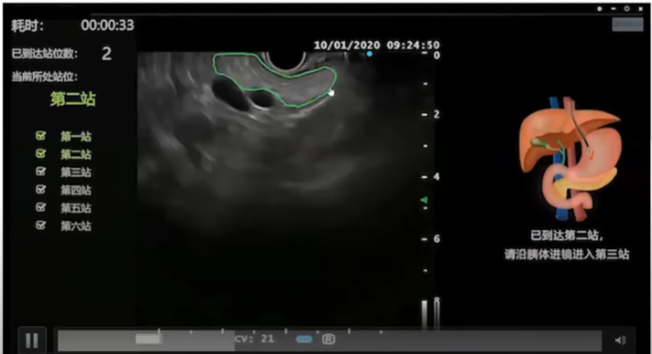 耗时： 00:00:33
已到达站位数： 2
当前所处站位：
第二站
第一站
第二站
第三站
第四站
第五站
第六站
10/01/2020 09:24:50
0
2
4
6
8
CV: 21 R
已到达第二站，
请沿胰体进镜进入第三站